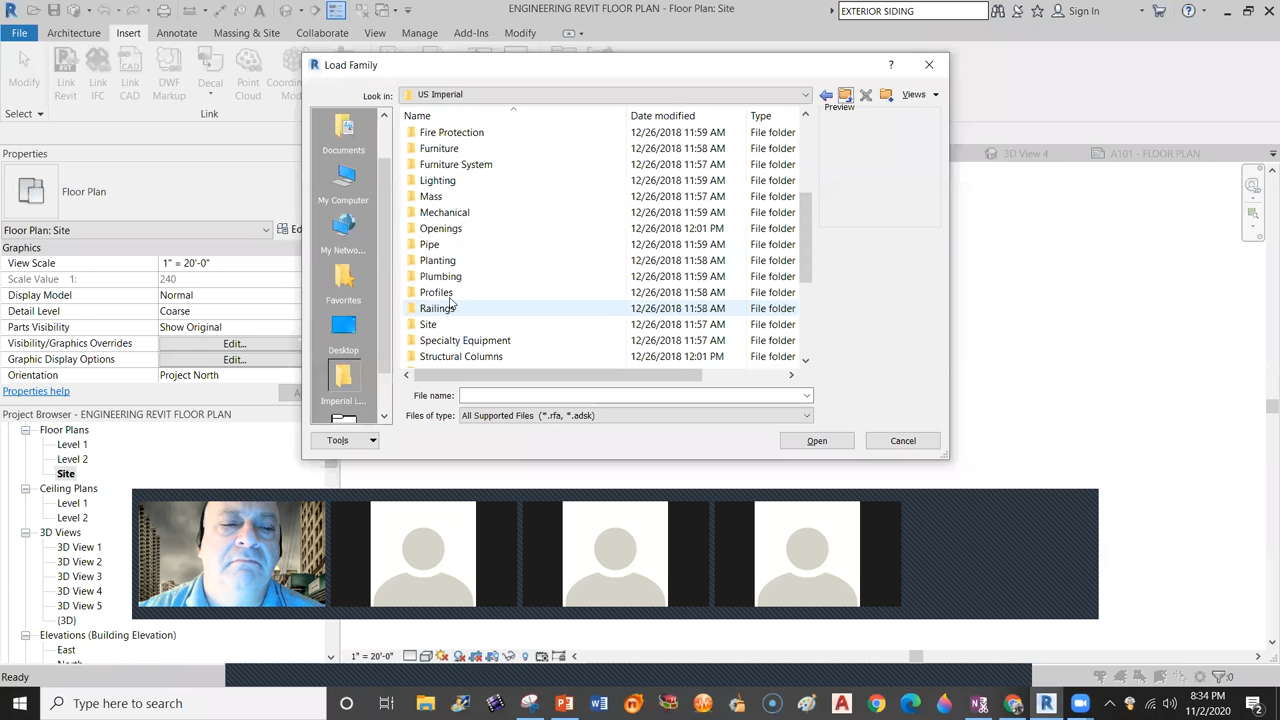 ENGINEERING REVIT FLOOR PLAN - Floor Plan: Site
EXTERIOR SIDING
Sign In
File Architecture Insert Annotate Massing & Site Collaborate View Manage Add-Ins Modify
Modify
Link Revit
Link IFC
Link CAD
DWF Markup
Decal
Point
Coordin
Mo
Select
Link
Load Family
Look in: US Imperial Views
Preview
Name Date modified Type
Fire Protection 12/26/2018 11:59 AM File folder
Furniture 12/26/2018 11:58 AM File folder
Furniture System 12/26/2018 11:57 AM File folder
Lighting 12/26/2018 11:59 AM File folder
Mass 12/26/2018 11:57 AM File folder
Mechanical 12/26/2018 11:59 AM File folder
Openings 12/26/2018 12:01 PM File folder
Pipe 12/26/2018 11:59 AM File folder
Planting 12/26/2018 11:58 AM File folder
Plumbing 12/26/2018 11:59 AM File folder
Profiles 12/26/2018 11:58 AM File folder
Railings 12/26/2018 11:58 AM File folder
Site 12/26/2018 11:57 AM File folder
Specialty Equipment 12/26/2018 11:57 AM File folder
Structural Columns 12/26/2018 12:01 PM File folder
Documents
My Computer
My Netwo...
Favorites
Desktop
Imperial L...
File name:
Files of type: All Supported Files (*.rfa, *.adsk)
Tools Open Cancel
3D View 4 A101 - FLOOR PLAN
Properties
Floor Plan
Floor Plan: Site Ed
Graphics
View Scale 1" = 20'-0"
Scale Value 1: 240
Display Model Normal
Detail Level Coarse
Parts Visibility Show Original
Visibility/Graphics Overrides Edit...
Graphic Display Options Edit...
Orientation Project North
Properties help A
Project Browser - ENGINEERING REVIT FLOOR PLAN
Floor Plans
Level 1
Level 2
Site
Ceiling Plans
Level 1
Level 2
3D Views
3D View 1
3D View 2
3D View 3
3D View 4
3D View 5
{3D}
Elevations (Building Elevation)
East
1" = 20'-0"
Ready
:0
Type here to search
8:34 PM
11/2/2020
2